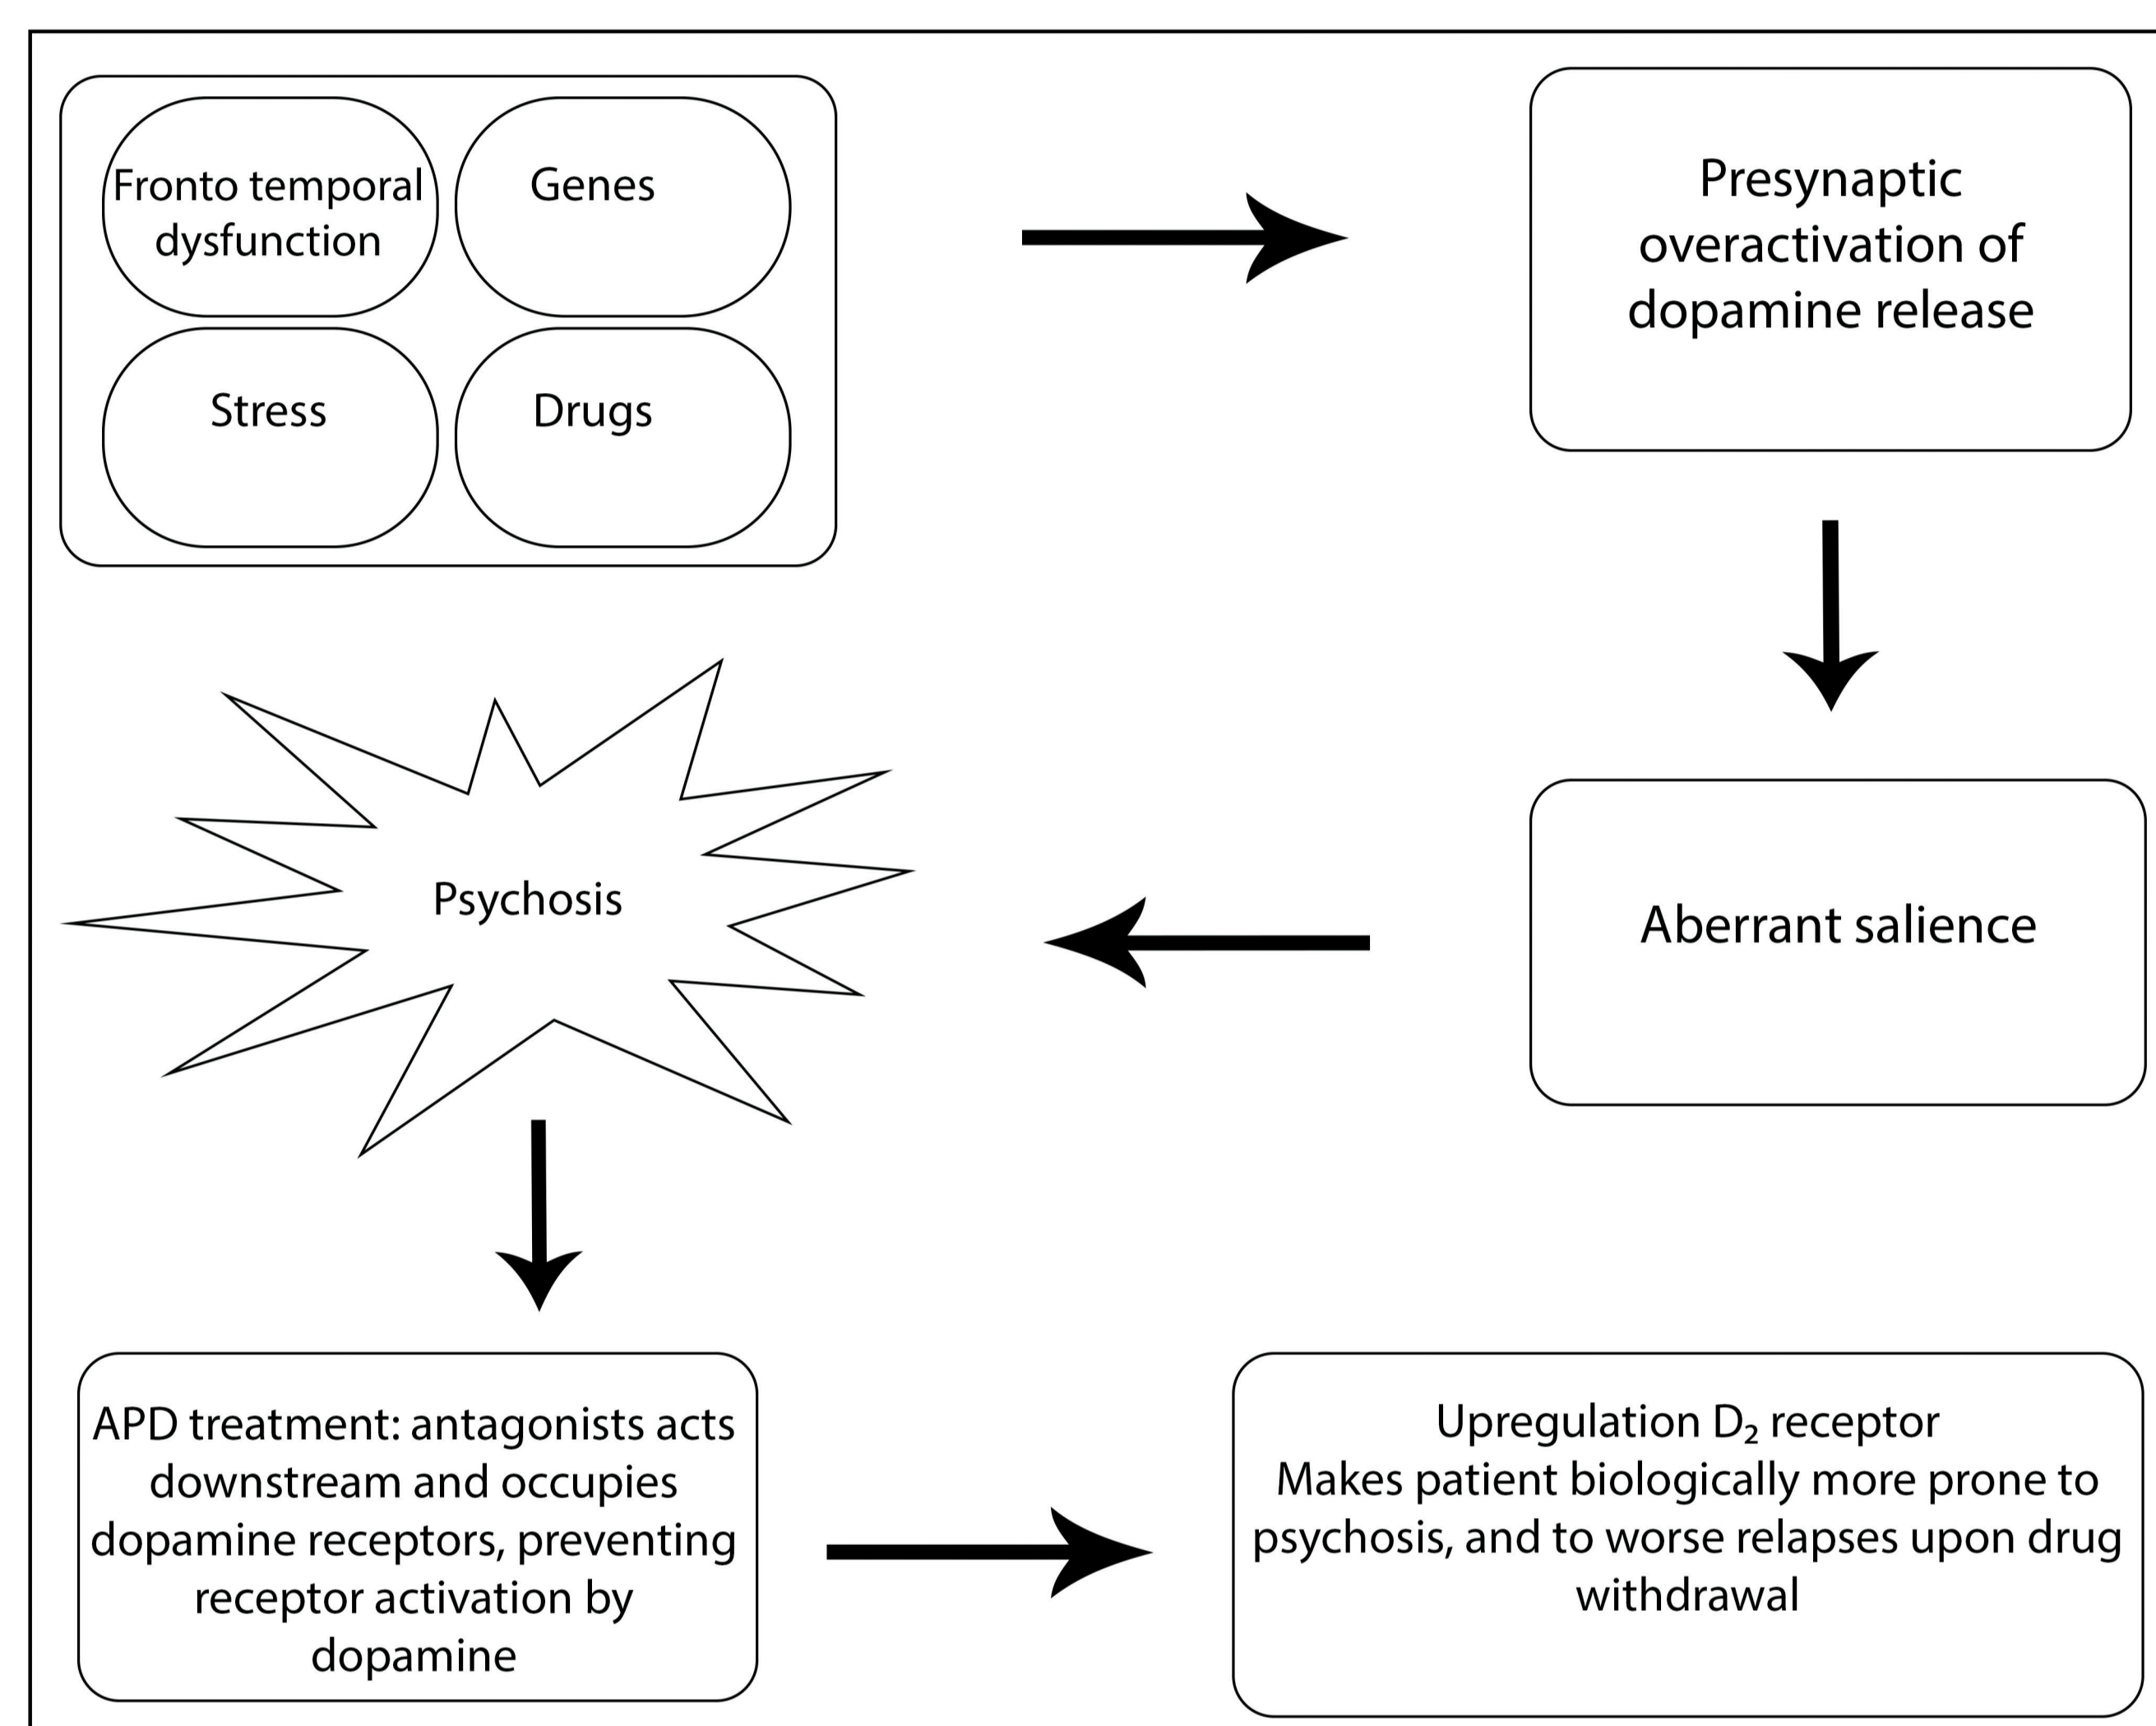 Fronto temporal
dysfunction
Genes
Stress
Drugs
Presynaptic
overactivation of
dopamine release
Aberrant salience
Psychosis
APD treatment: antagonists acts
downstream and occupies
dopamine receptors, preventing
receptor activation by
dopamine
Upregulation D₂ receptor
Makes patient biologically more prone to
psychosis, and to worse relapses upon drug
withdrawal